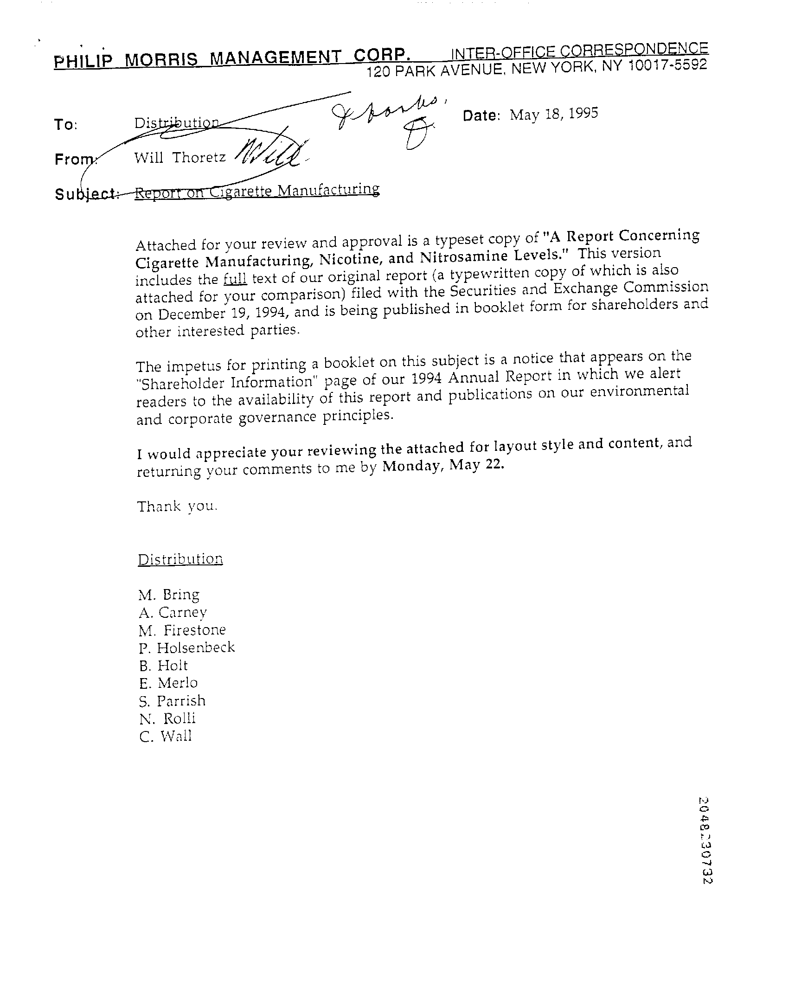 PHILIP MORRIS MANAGEMENT CORP. INTER-OFFICE CORRESPONDENCE
120 PARK AVENUE, NEW YORK, NY 10017-5592
To: Distribution Date: May 18, 1995
From: Will Thoretz Will
Subject: Report on Cigarette Manufacturing
Attached for your review and approval is a typeset copy of "A Report Concerning
Cigarette Manufacturing, Nicotine, and Nitrosamine Levels." This version
includes the full text of our original report (a typewritten copy of which is also
attached for your comparison) filed with the Securities and Exchange Commission
on December 19, 1994, and is being published in booklet form for shareholders and
other interested parties.
The impetus for printing a booklet on this subject is a notice that appears on the
"Shareholder Information" page of our 1994 Annual Report in which we alert
readers to the availability of this report and publications on our environmental
and corporate governance principles.
I would appreciate your reviewing the attached for layout style and content, and
returning your comments to me by Monday, May 22.
Thank you.
Distribution
M. Bring
A. Carney
M. Firestone
P. Holsenbeck
B. Holt
E. Merlo
S. Parrish
N. Rolli
C. Wall